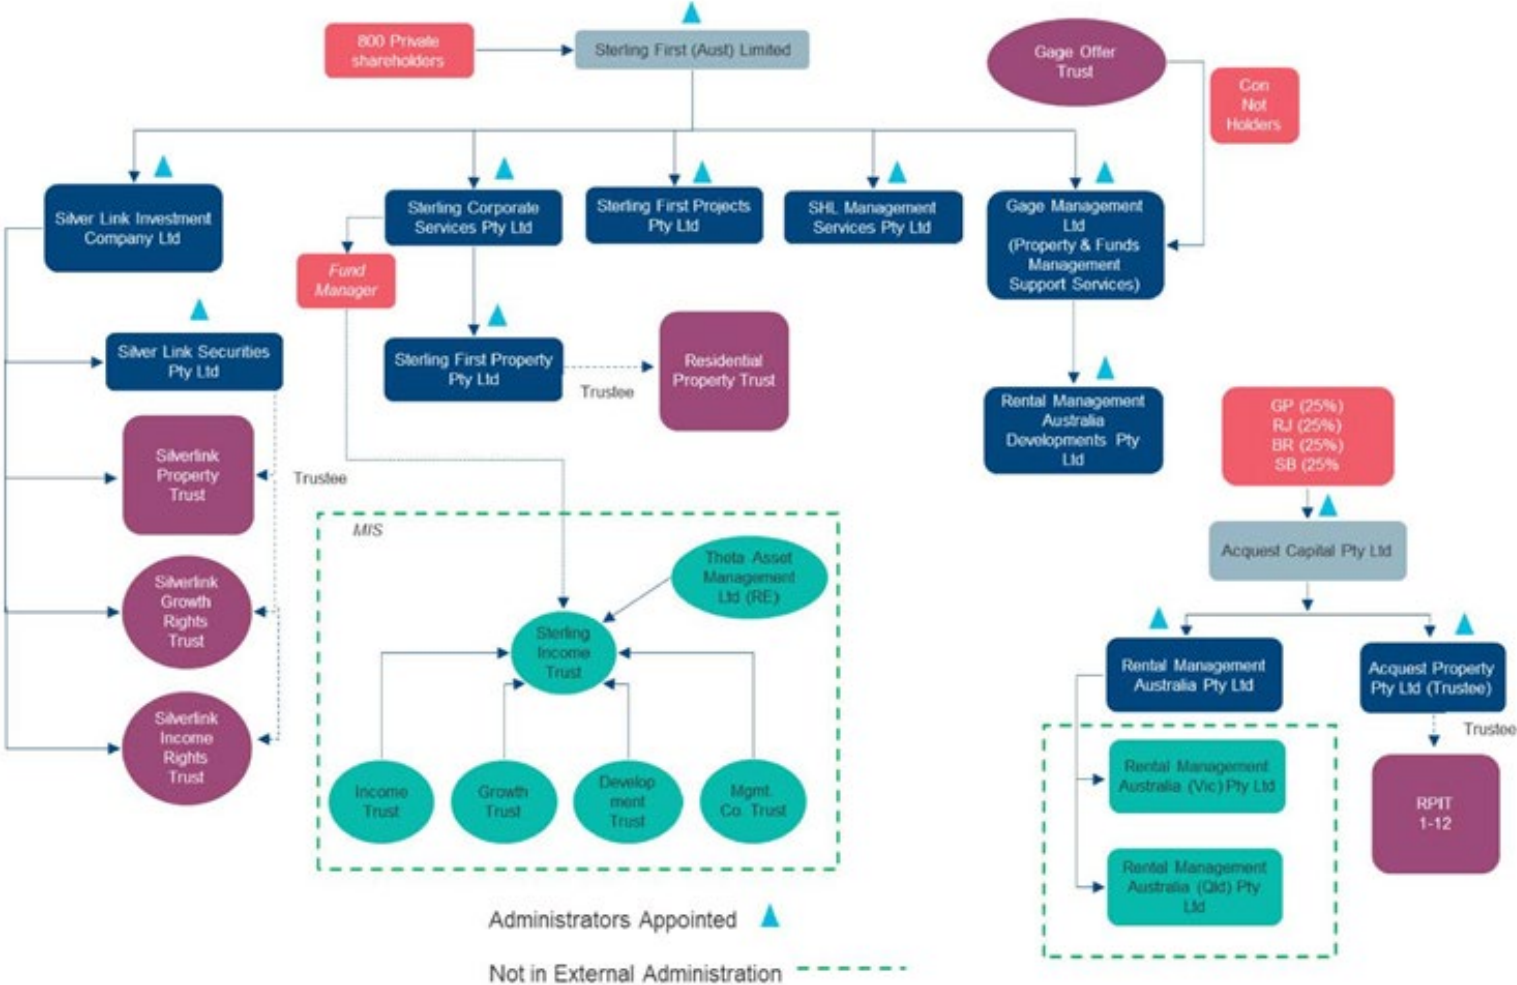 800 Private
shareholders
Sterling First (Aust) Limited
Gage Offer
Trust
Con
Not
Holders
Silver Link Investment
Company Ltd
Sterling Corporate
Services Pty Ltd
Sterling First Projects
Pty Ltd
SHL Management
Services Pty Ltd
Gage Management
Ltd
(Property & Funds
Management
Support Services)
Fund
Manager
Silver Link Securities
Pty Ltd
Sterling First Property
Pty Ltd
Trustee
Residential
Property Trust
Rental Management
Australia
Developments Pty
Ltd
GP (25%)
RJ (25%)
BR (25%)
SB (25%
Silverlink
Property
Trust
Trustee
MIS
Acquest Capital Pty Ltd
Theta Asset
Management
Ltd (RE)
Silverlink
Growth
Rights
Trust
Sterling
Income
Trust
Rental Management
Australia Pty Ltd
Acquest Property
Pty Ltd (Trustee)
Trustee
Silverlink
Income
Rights
Trust
Income
Trust
Growth
Trust
Develop
ment
Trust
Mgmt.
Co. Trust
Rental Management
Australia (Vic) Pty Ltd
RPIT
1-12
Rental Management
Australia (Qld) Pty
Ltd
Administrators Appointed
Not in External Administration